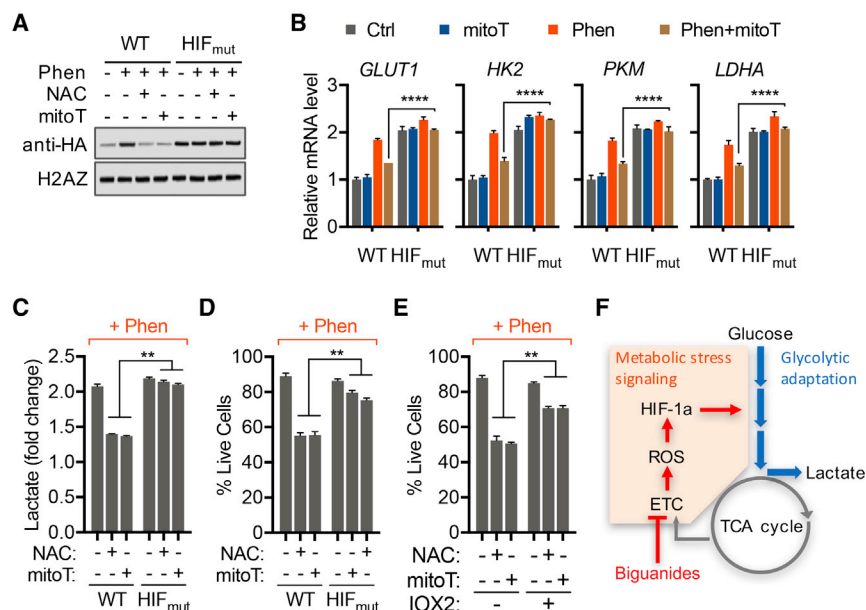 A
WT HIFmut
Phen - + + + - + + +
NAC + +
mitoT + +
anti-HA
H2AZ
B
Ctrl mitoT Phen Phen+mitoT
GLUT1 HK2 PKM LDHA
**** **** **** ****
Relative mRNA level
3
2
1
0
WT HIFmut WT HIFmut WT HIFmut WT HIFmut
C
+ Phen
**
Lactate (fold change)
2.5
2.0
1.5
1.0
0.5
0.0
NAC: - + - - + -
mitoT: - - + - - +
WT HIFmut
D
+ Phen
**
% Live Cells
100
80
60
40
20
0
NAC: - + - - + -
mitoT: - - + - - +
WT HIFmut
E
+ Phen
**
% Live Cells
100
80
60
40
20
0
NAC: - + - - + -
mitoT: - - + - - +
IOX2: - +
F
Glucose
Metabolic stress
signaling
Glycolytic
adaptation
HIF-1a
ROS
Lactate
ETC
TCA cycle
Biguanides